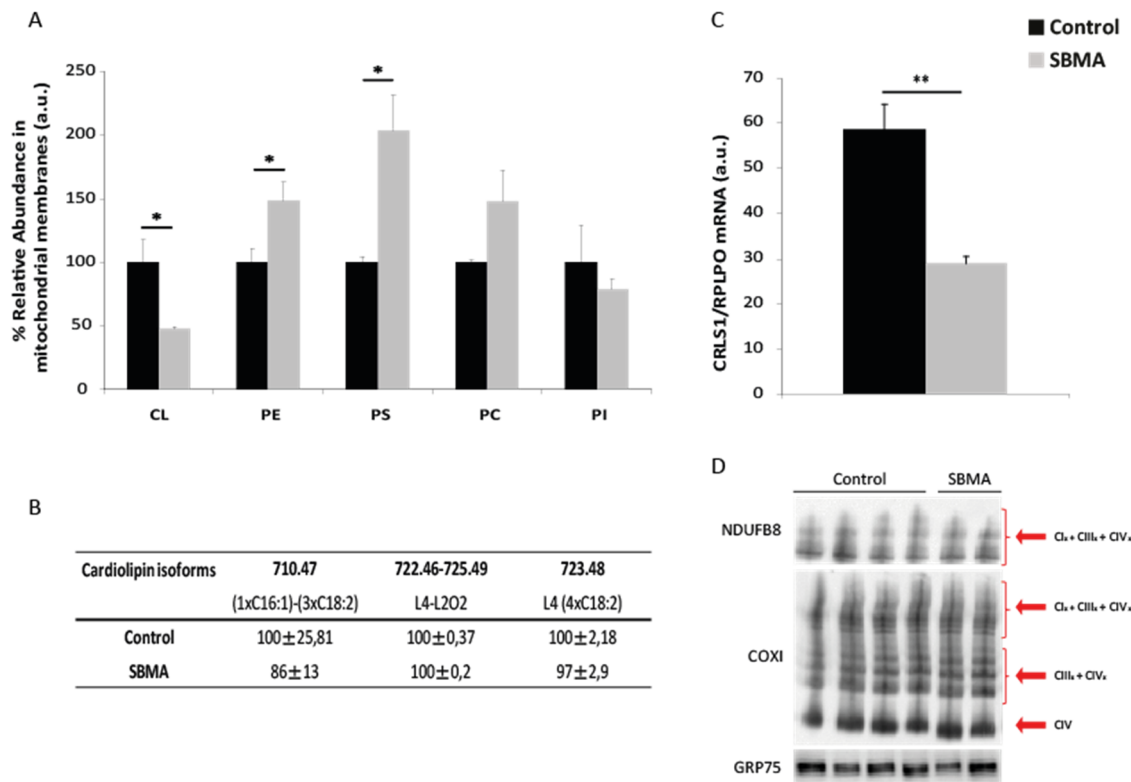 A
% Relative Abundance in
mitochondrial membranes (a.u.)
250
200
150
100
50
0
*
*
*
CL PE PS PC PI
B
Cardiolipin isoforms 710.47 722.46-725.49 723.48
(1xC16:1)-(3xC18:2) L4-L2O2 L4 (4xC18:2)
Control 100±25,81 100±0,37 100±2,18
SBMA 86±13 100±0,2 97±2,9
C
Control
SBMA
CRLS1/RPLPO mRNA (a.u.)
70
60
50
40
30
20
10
0
**
D
Control SBMA
NDUFB8
CIₓ + CIIIₓ + CIVₓ
COXI
CIₓ + CIIIₓ + CIVₓ
CIIIₓ + CIVₓ
CIV
GRP75